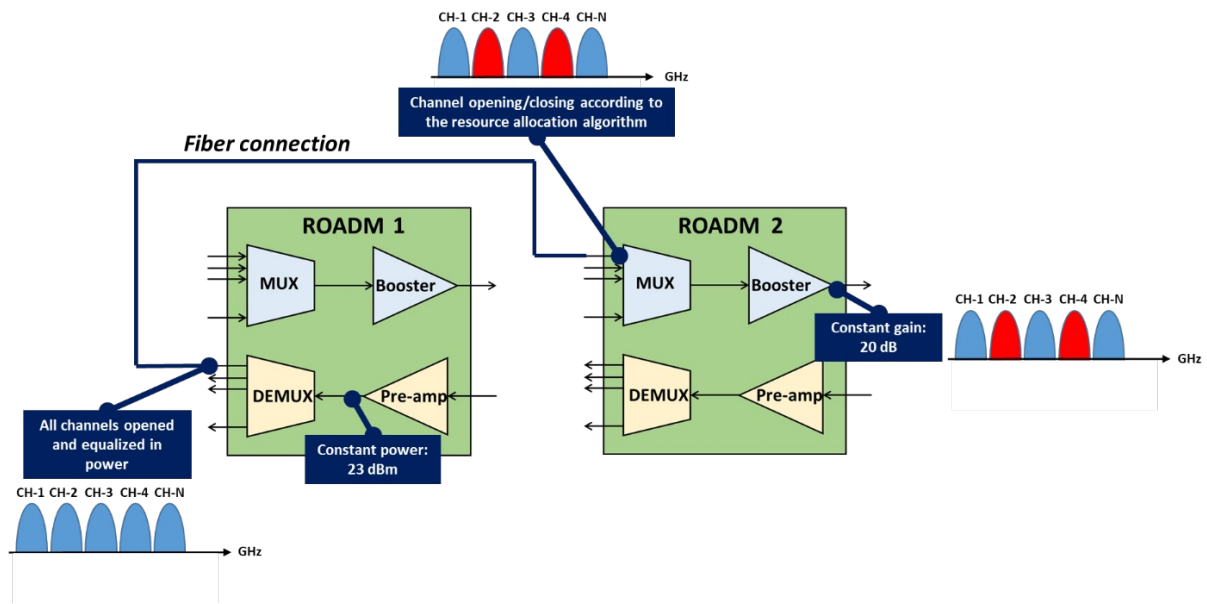 CH-1 CH-2 CH-3 CH-4 CH-N
GHz
Channel opening/closing according to
the resource allocation algorithm
Fiber connection
ROADM 1
MUX
Booster
DEMUX
Pre-amp
ROADM 2
MUX
Booster
DEMUX
Pre-amp
Constant gain:
20 dB
CH-1 CH-2 CH-3 CH-4 CH-N
GHz
All channels opened
and equalized in
power
Constant power:
23 dBm
CH-1 CH-2 CH-3 CH-4 CH-N
GHz